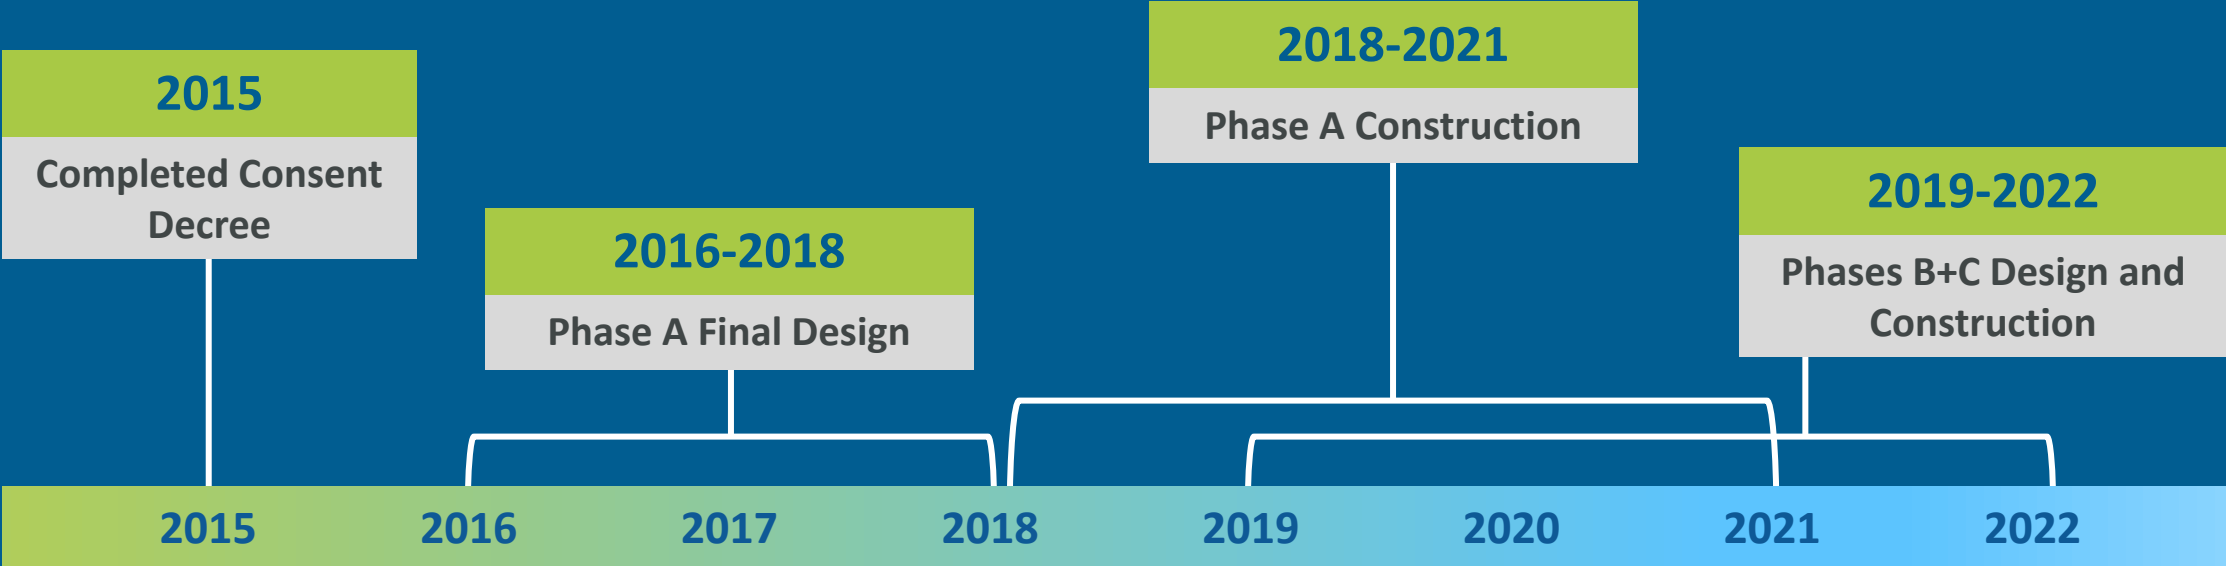 2015
Completed Consent
Decree
2016-2018
Phase A Final Design
2018-2021
Phase A Construction
2019-2022
Phases B+C Design and
Construction
2015 2016 2017 2018 2019 2020 2021 2022